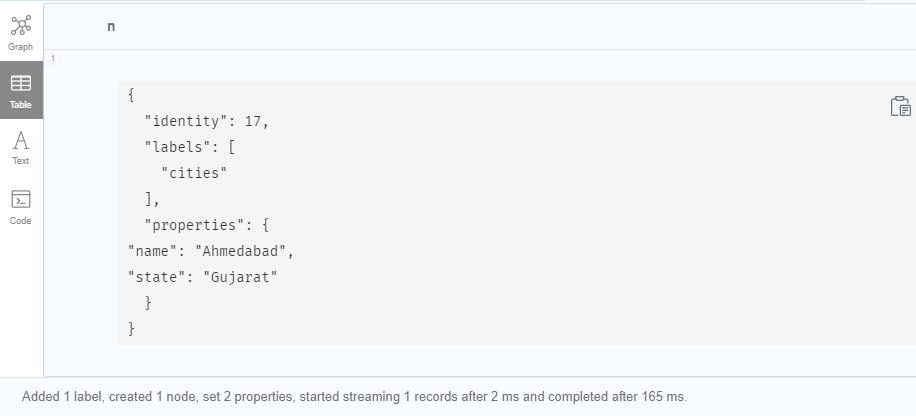 n
Graph
1
Table
Text
Code
{
"identity": 17,
"labels": [
"cities"
],
"properties": {
"name": "Ahmedabad",
"state": "Gujarat"
}
}
Added 1 label, created 1 node, set 2 properties, started streaming 1 records after 2 ms and completed after 165 ms.